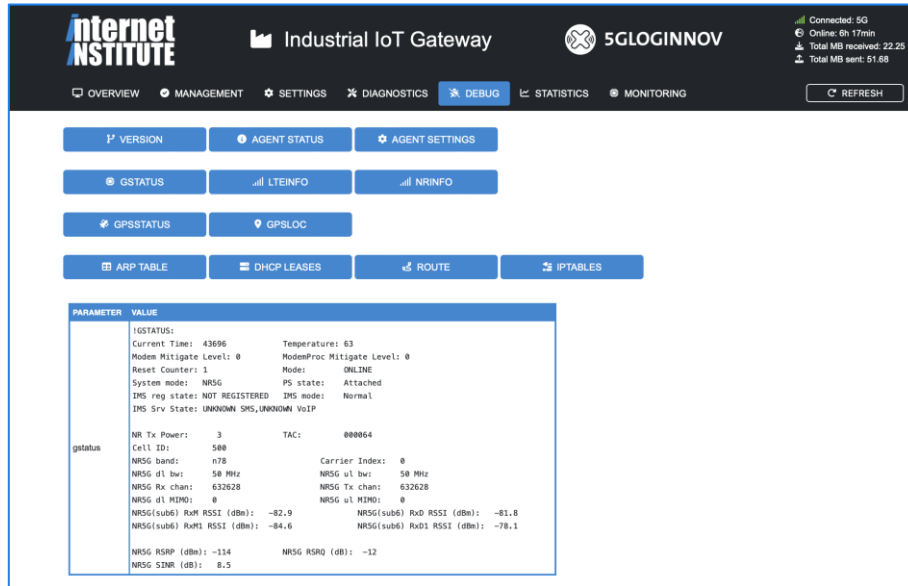 internet
INSTITUTE
Industrial IoT Gateway
5GLOGINNOV
Connected: 5G
Online: 6h 17min
Total MB received: 22.25
Total MB sent: 51.68
OVERVIEW MANAGEMENT SETTINGS DIAGNOSTICS DEBUG STATISTICS MONITORING REFRESH
VERSION AGENT STATUS AGENT SETTINGS
GSTATUS LTEINFO NRINFO
GPSSTATUS GPSLOC
ARP TABLE DHCP LEASES ROUTE IPTABLES
PARAMETER VALUE
gstatus
!GSTATUS:
Current Time: 43696 Temperature: 63
Modem Mitigate Level: 0 ModemProc Mitigate Level: 0
Reset Counter: 1 Mode: ONLINE
System mode: NR5G PS state: Attached
IMS reg state: NOT REGISTERED IMS mode: Normal
IMS Srv State: UNKNOWN SMS,UNKNOWN VoIP
NR Tx Power: 3 TAC: 000064
Cell ID: 500
NR5G band: n78 Carrier Index: 0
NR5G dl bw: 50 MHz NR5G ul bw: 50 MHz
NR5G Rx chan: 632628 NR5G Tx chan: 632628
NR5G dl MIMO: 0 NR5G ul MIMO: 0
NR5G(sub6) RxM RSSI (dBm): -82.9 NR5G(sub6) RxD RSSI (dBm): -81.8
NR5G(sub6) RxM1 RSSI (dBm): -84.6 NR5G(sub6) RxD1 RSSI (dBm): -78.1
NR5G RSRP (dBm): -114 NR5G RSRQ (dB): -12
NR5G SINR (dB): 8.5